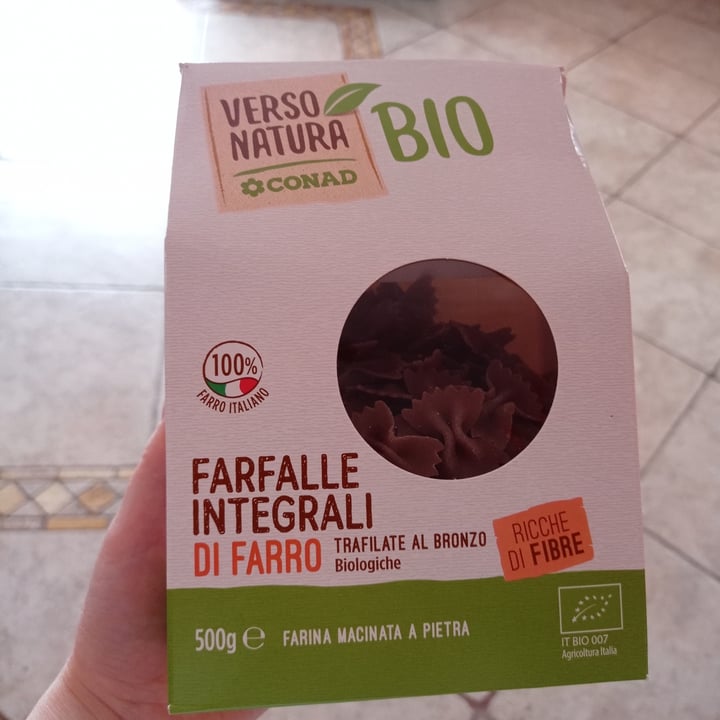 VERSO
NATURA
CONAD
BIO
100%
FARRO ITALIANO
FARFALLE
INTEGRALI
DI FARRO
TRAFILATE AL BRONZO
Biologiche
RICCHE
DI FIBRE
500g e
FARINA MACINATA A PIETRA
IT BIO 007
Agricoltura Italia